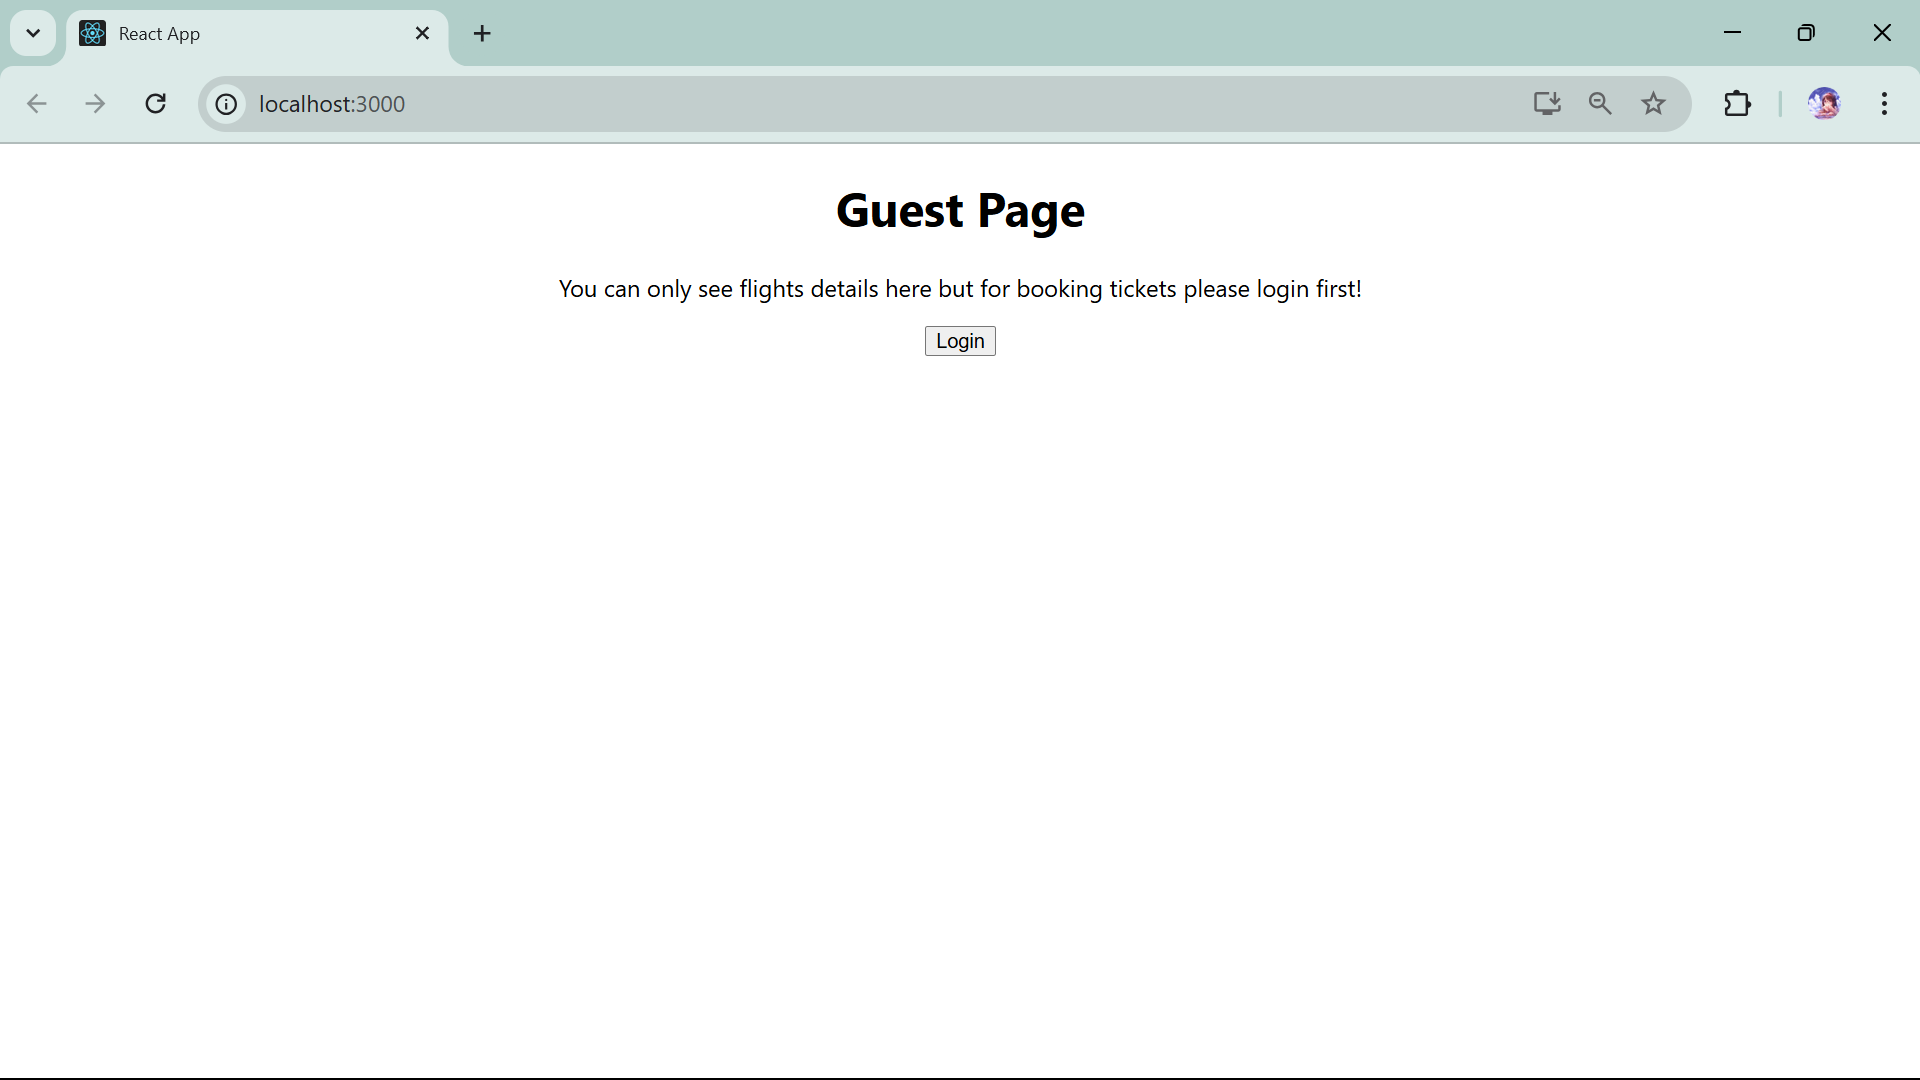 React App
localhost:3000
Guest Page
You can only see flights details here but for booking tickets please login first!
Login